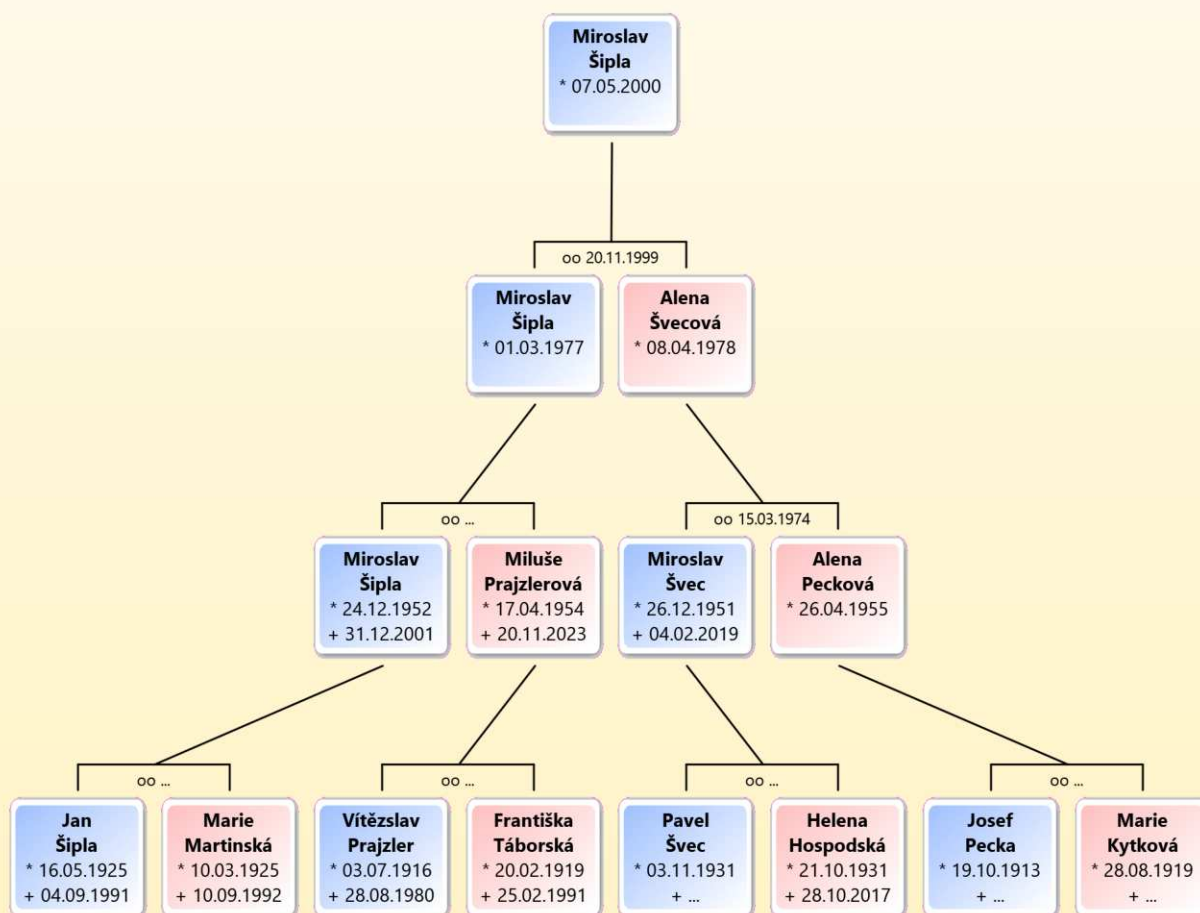 Miroslav
Šipla
* 07.05.2000
oo 20.11.1999
Miroslav
Šipla
* 01.03.1977
Alena
Švecová
* 08.04.1978
oo ...
oo 15.03.1974
Miroslav
Šipla
* 24.12.1952
+ 31.12.2001
Miluše
Prajzlerová
* 17.04.1954
+ 20.11.2023
Miroslav
Švec
* 26.12.1951
+ 04.02.2019
Alena
Pecková
* 26.04.1955
oo ...
oo ...
oo ...
oo ...
Jan
Šipla
* 16.05.1925
+ 04.09.1991
Marie
Martinská
* 10.03.1925
+ 10.09.1992
Vítězslav
Prajzler
* 03.07.1916
+ 28.08.1980
Františka
Táborská
* 20.02.1919
+ 25.02.1991
Pavel
Švec
* 03.11.1931
+ ...
Helena
Hospodská
* 21.10.1931
+ 28.10.2017
Josef
Pecka
* 19.10.1913
+ ...
Marie
Kytková
* 28.08.1919
+ ...